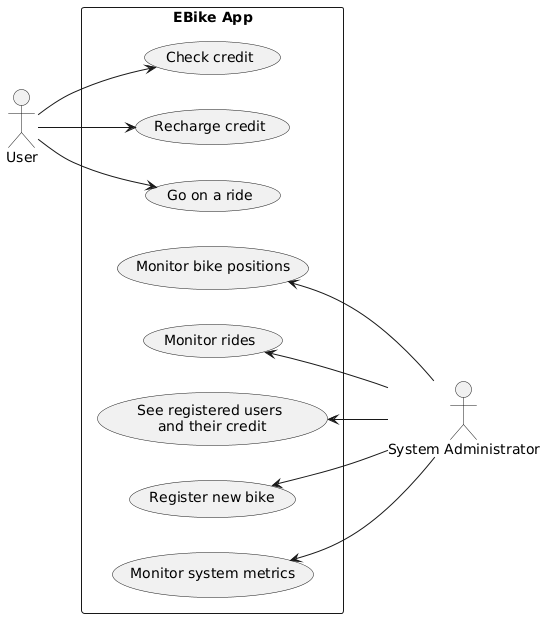 EBike App
Check credit
Recharge credit
User
Go on a ride
Monitor bike positions
Monitor rides
See registered users
and their credit
System Administrator
Register new bike
Monitor system metrics